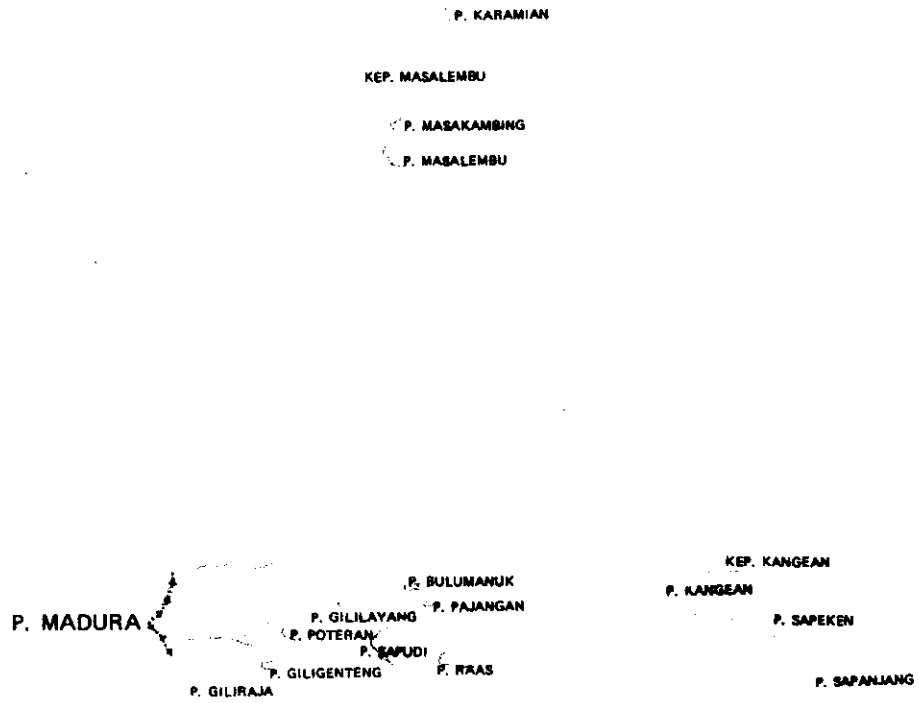 P. KARAMIAN
KEP. MASALEMBU
P. MASAKAMBING
P. MASALEMBU
KEP. KANGEAN
P. BULUMANUK
P. KANGEAN
P. PAJANGAN
P. GILILAYANG
P. MADURA
P. SAPEKEN
P. POTERAN
P. SAPUDI
P. RAAS
P. GILIGENTENG
P. SAPANJANG
P. GILIRAJA